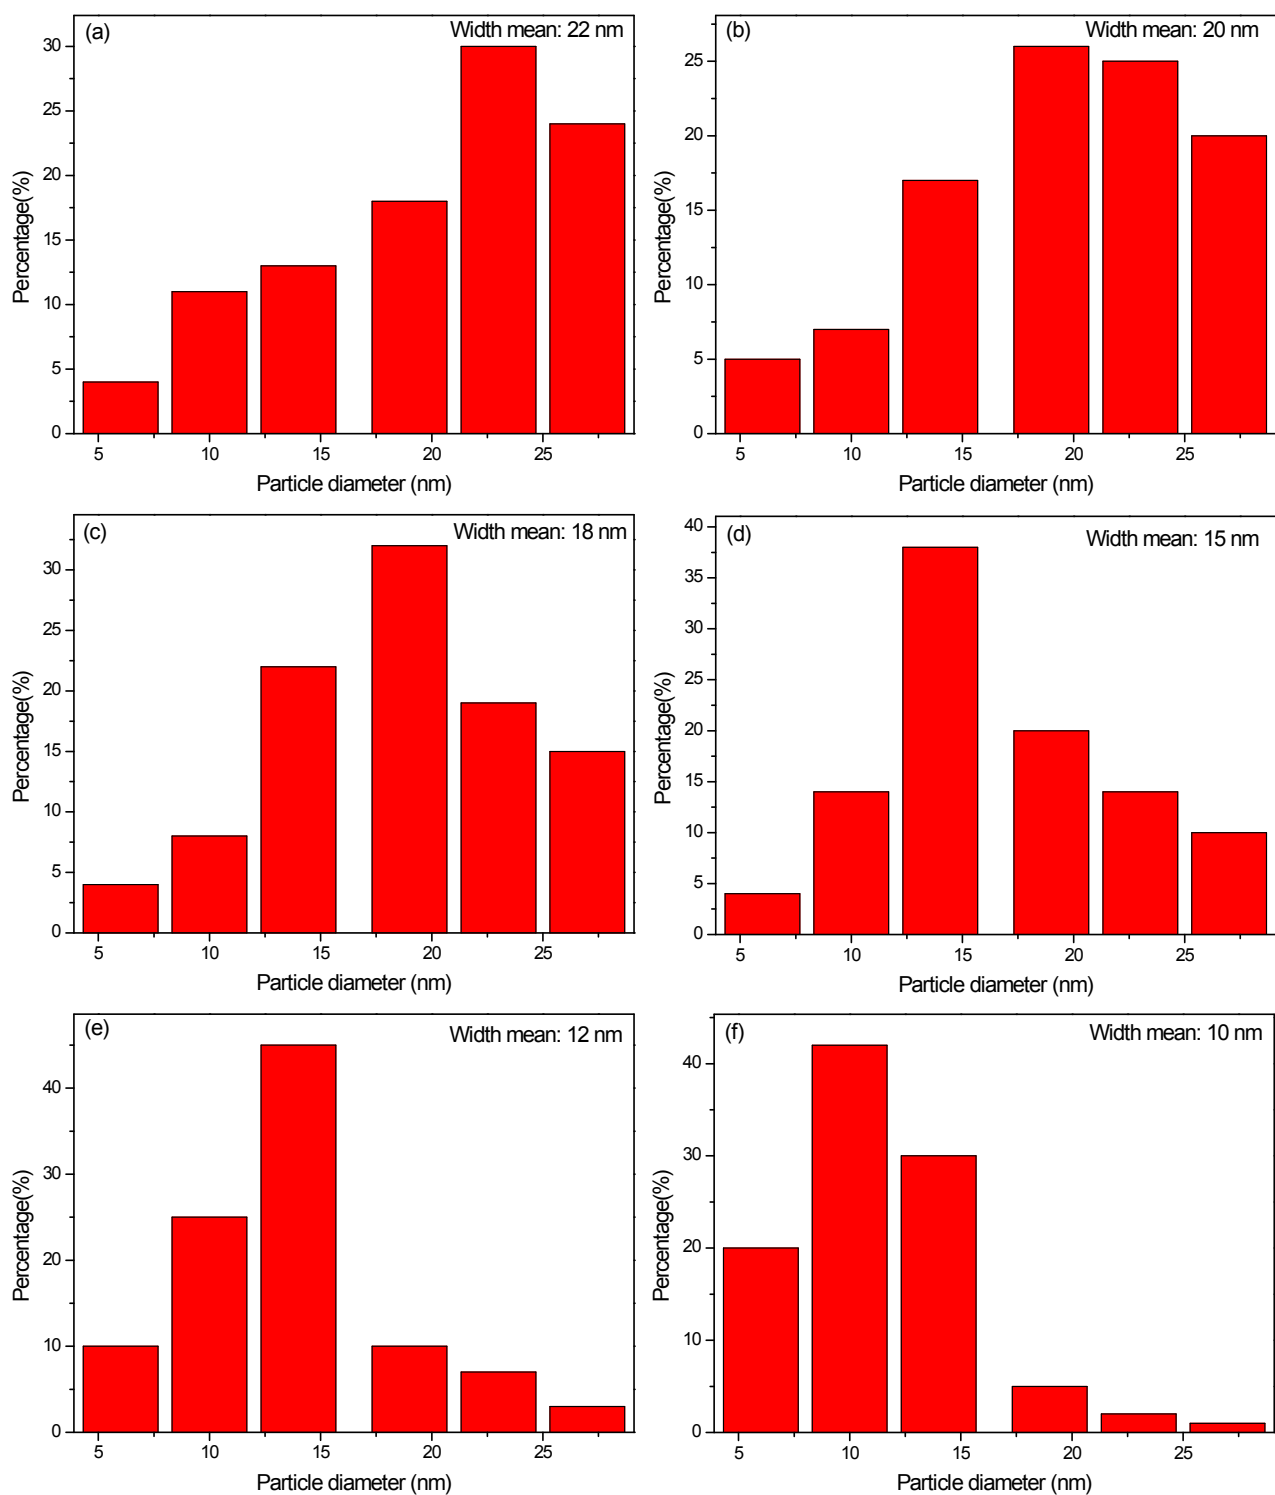 (a)
Width mean: 22 nm
30
25
20
15
10
5
0
Percentage(%)
5 10 15 20 25
Particle diameter (nm)
(b)
Width mean: 20 nm
25
20
15
10
5
0
Percentage(%)
5 10 15 20 25
Particle diameter (nm)
(c)
Width mean: 18 nm
30
25
20
15
10
5
0
Percentage(%)
5 10 15 20 25
Particle diameter (nm)
(d)
Width mean: 15 nm
40
35
30
25
20
15
10
5
0
Percentage(%)
5 10 15 20 25
Particle diameter (nm)
(e)
Width mean: 12 nm
40
30
20
10
0
Percentage(%)
5 10 15 20 25
Particle diameter (nm)
(f)
Width mean: 10 nm
40
30
20
10
0
Percentage(%)
5 10 15 20 25
Particle diameter (nm)